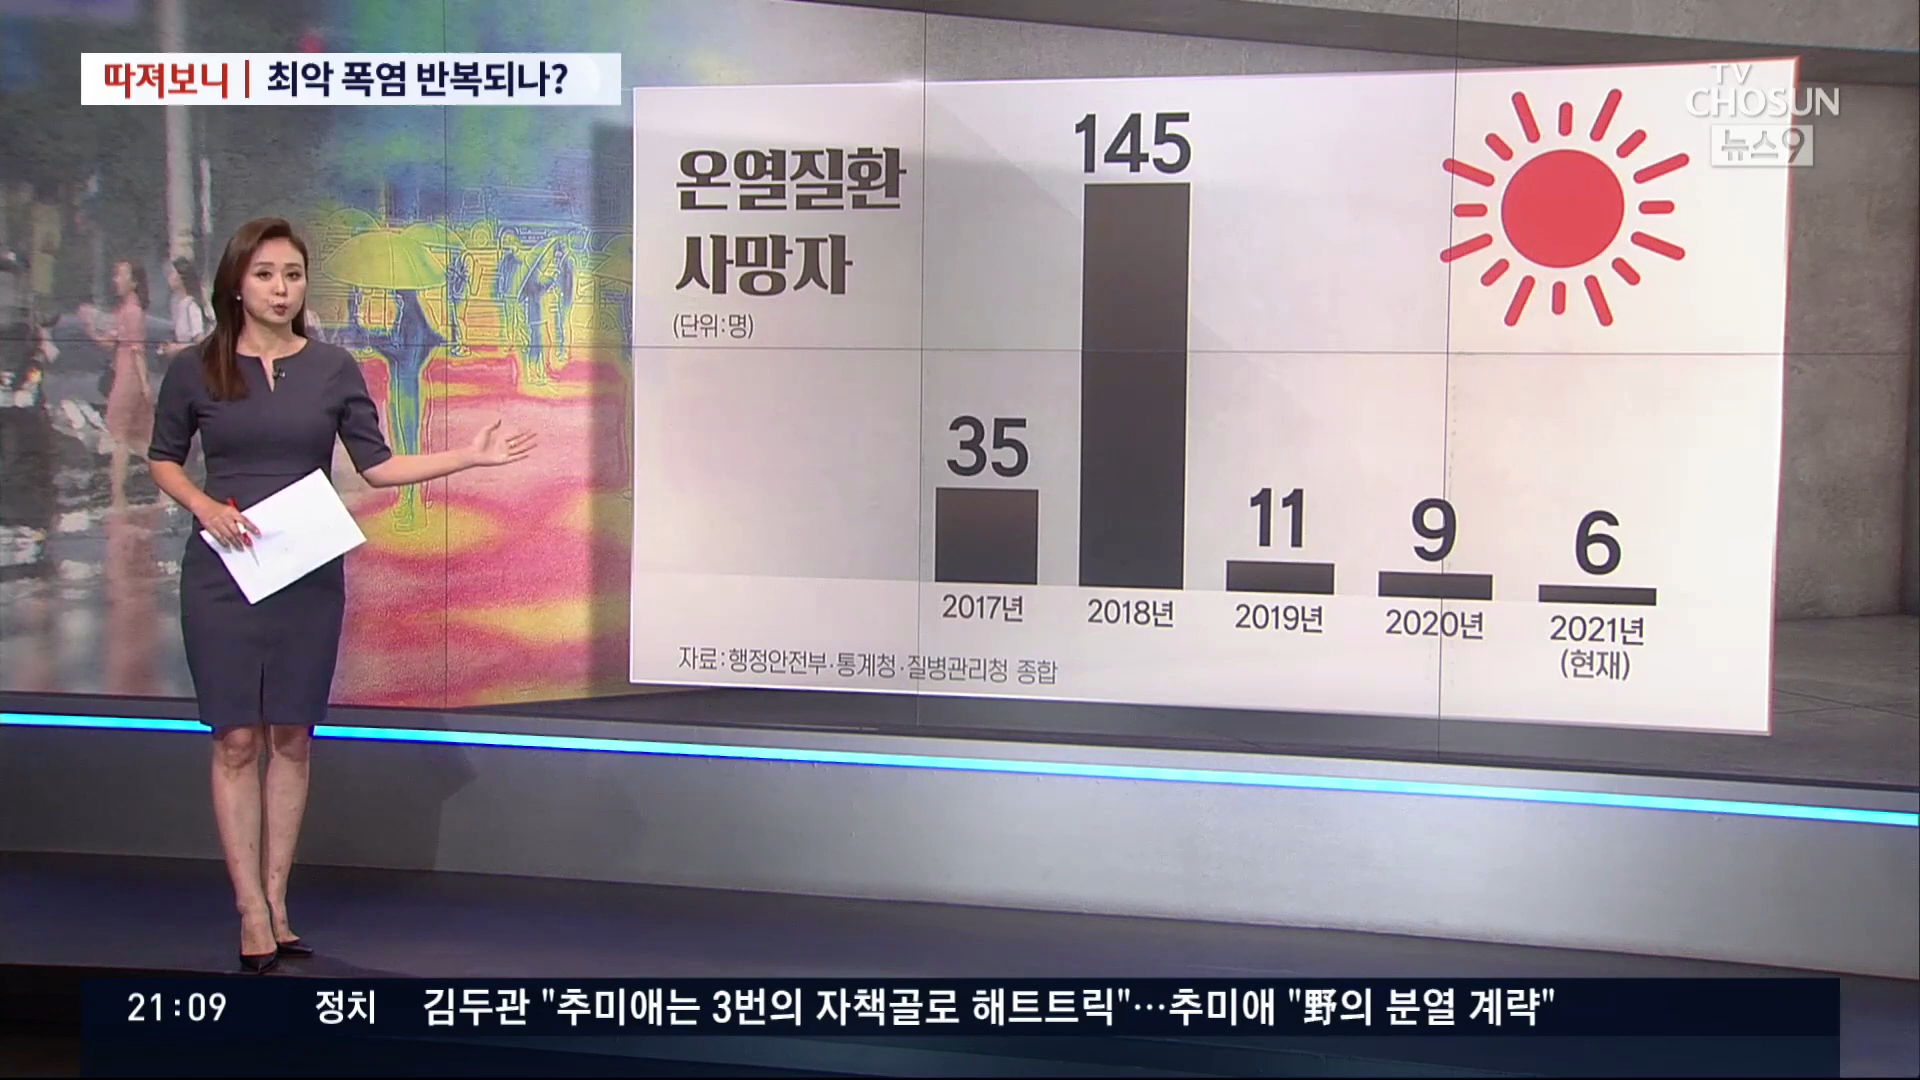 따져보니 | 최악 폭염 반복되나?
TV
CHOSUN
뉴스9
온열질환
사망자
(단위:명)
35
145
11
9
6
2017년
2018년
2019년
2020년
2021년
(현재)
자료:행정안전부·통계청·질병관리청 종합
21:09 정치 김두관 "추미애는 3번의 자책골로 해트트릭"…추미애 "野의 분열 계략"